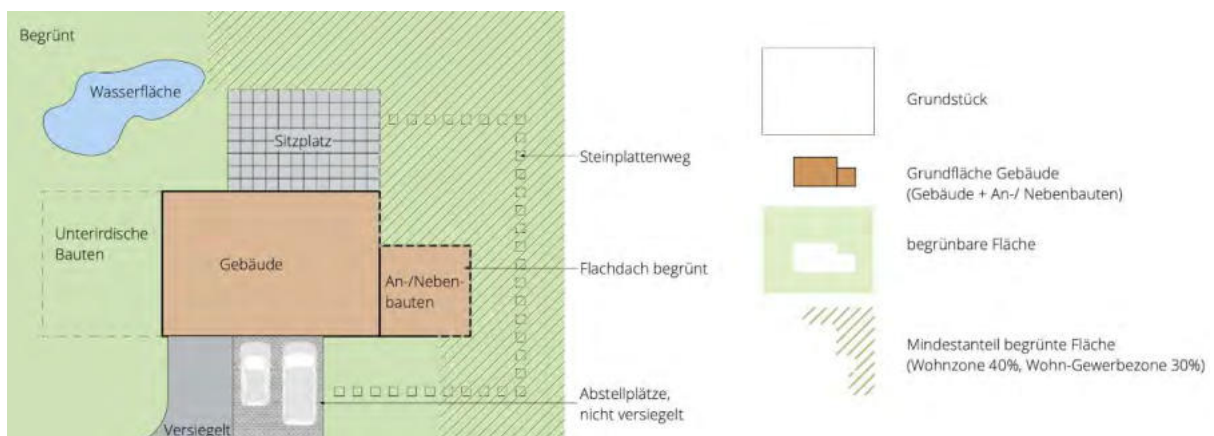 Begrünt
Wasserfläche
Sitzplatz
Steinplattenweg
Unterirdische
Bauten
Gebäude
An-/Neben-
bauten
Flachdach begrünt
Abstellplätze,
nicht versiegelt
Versiegelt
Grundstück
Grundfläche Gebäude
(Gebäude + An-/ Nebenbauten)
begrünbare Fläche
Mindestanteil begrünte Fläche
(Wohnzone 40%, Wohn-Gewerbezone 30%)